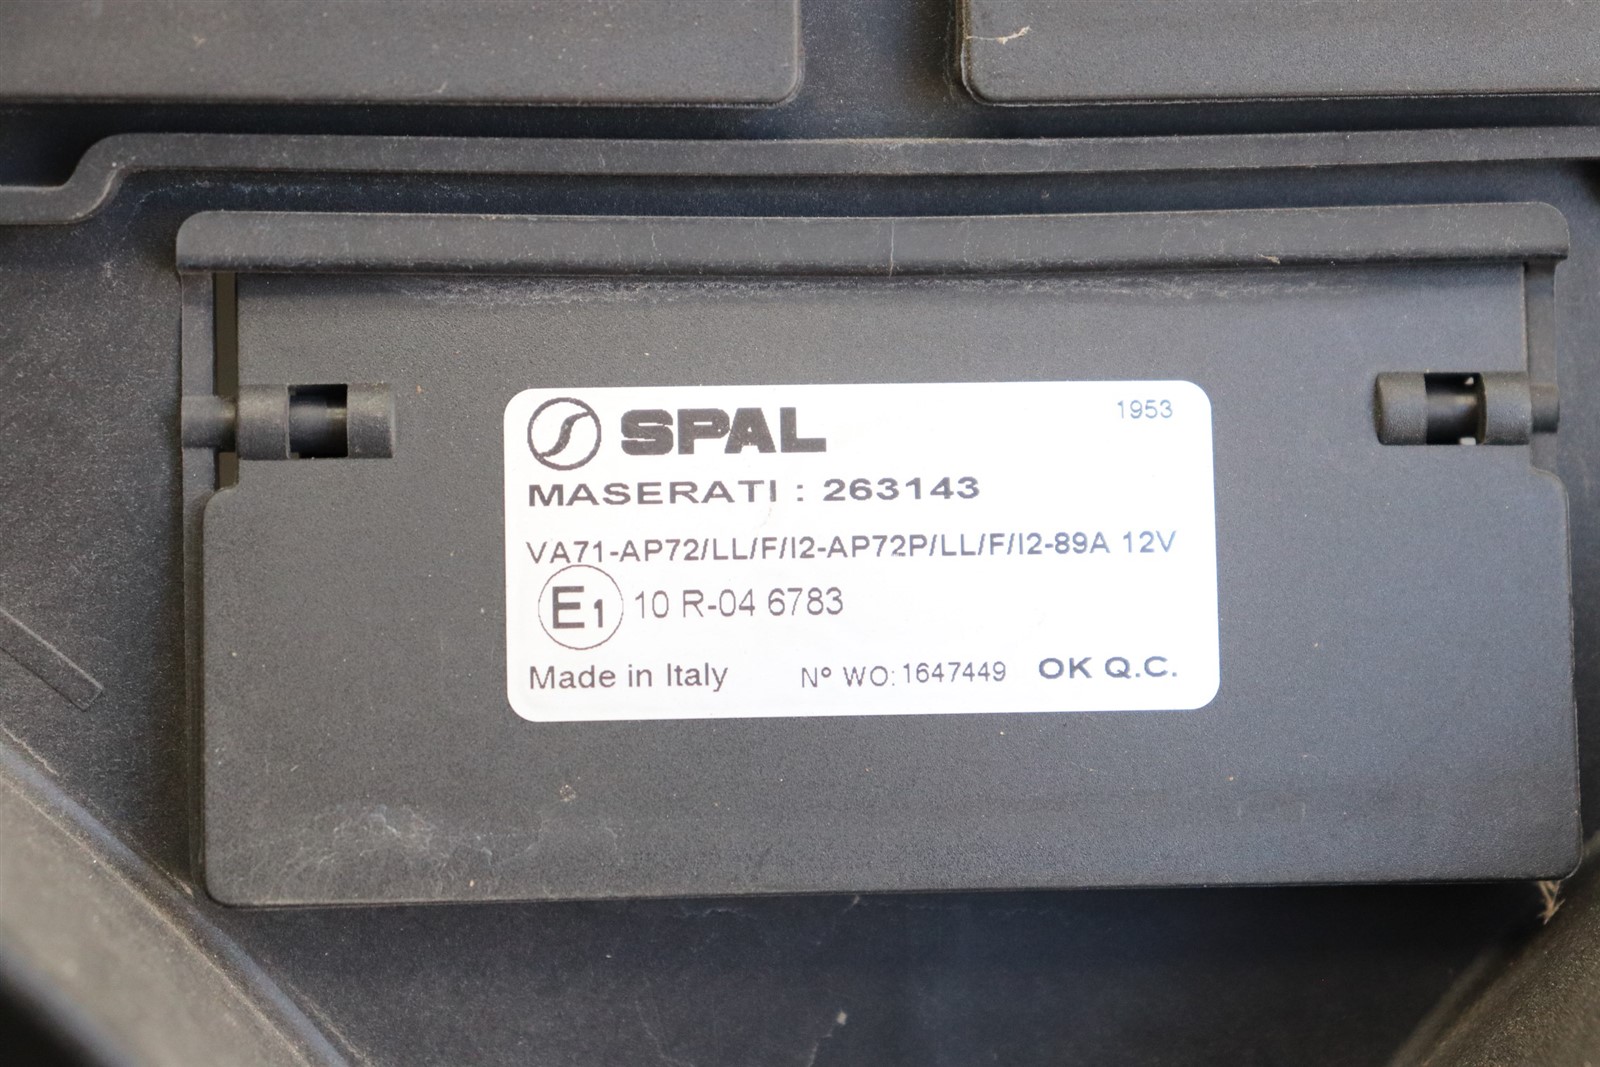 SPAL 1953
MASERATI : 263143
VA71-AP72/LL/F/I2-AP72P/LL/F/I2-89A 12V
E1 10 R-04 6783
Made in Italy Nº WO: 1647449 OK Q.C.